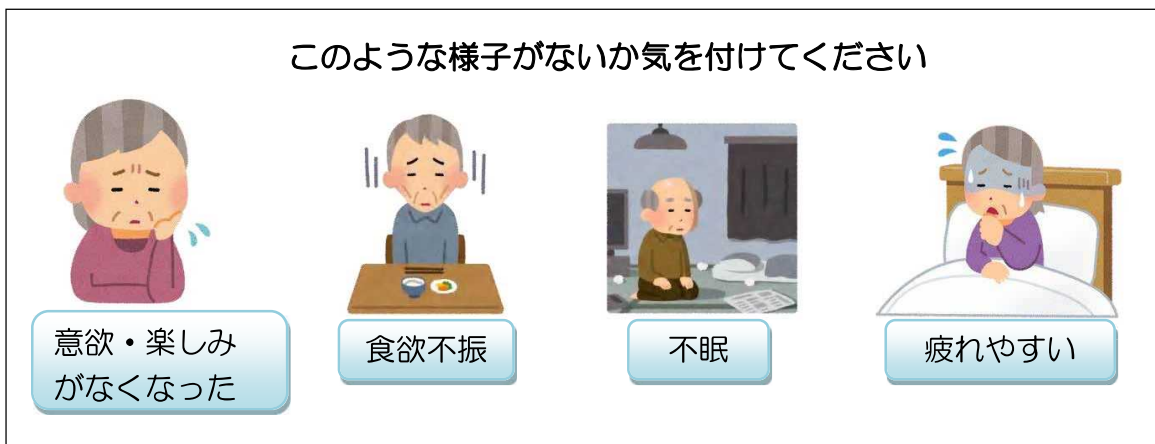 このような様子がないか気を付けてください
意欲・楽しみ
がなくなった
食欲不振
不眠
疲れやすい